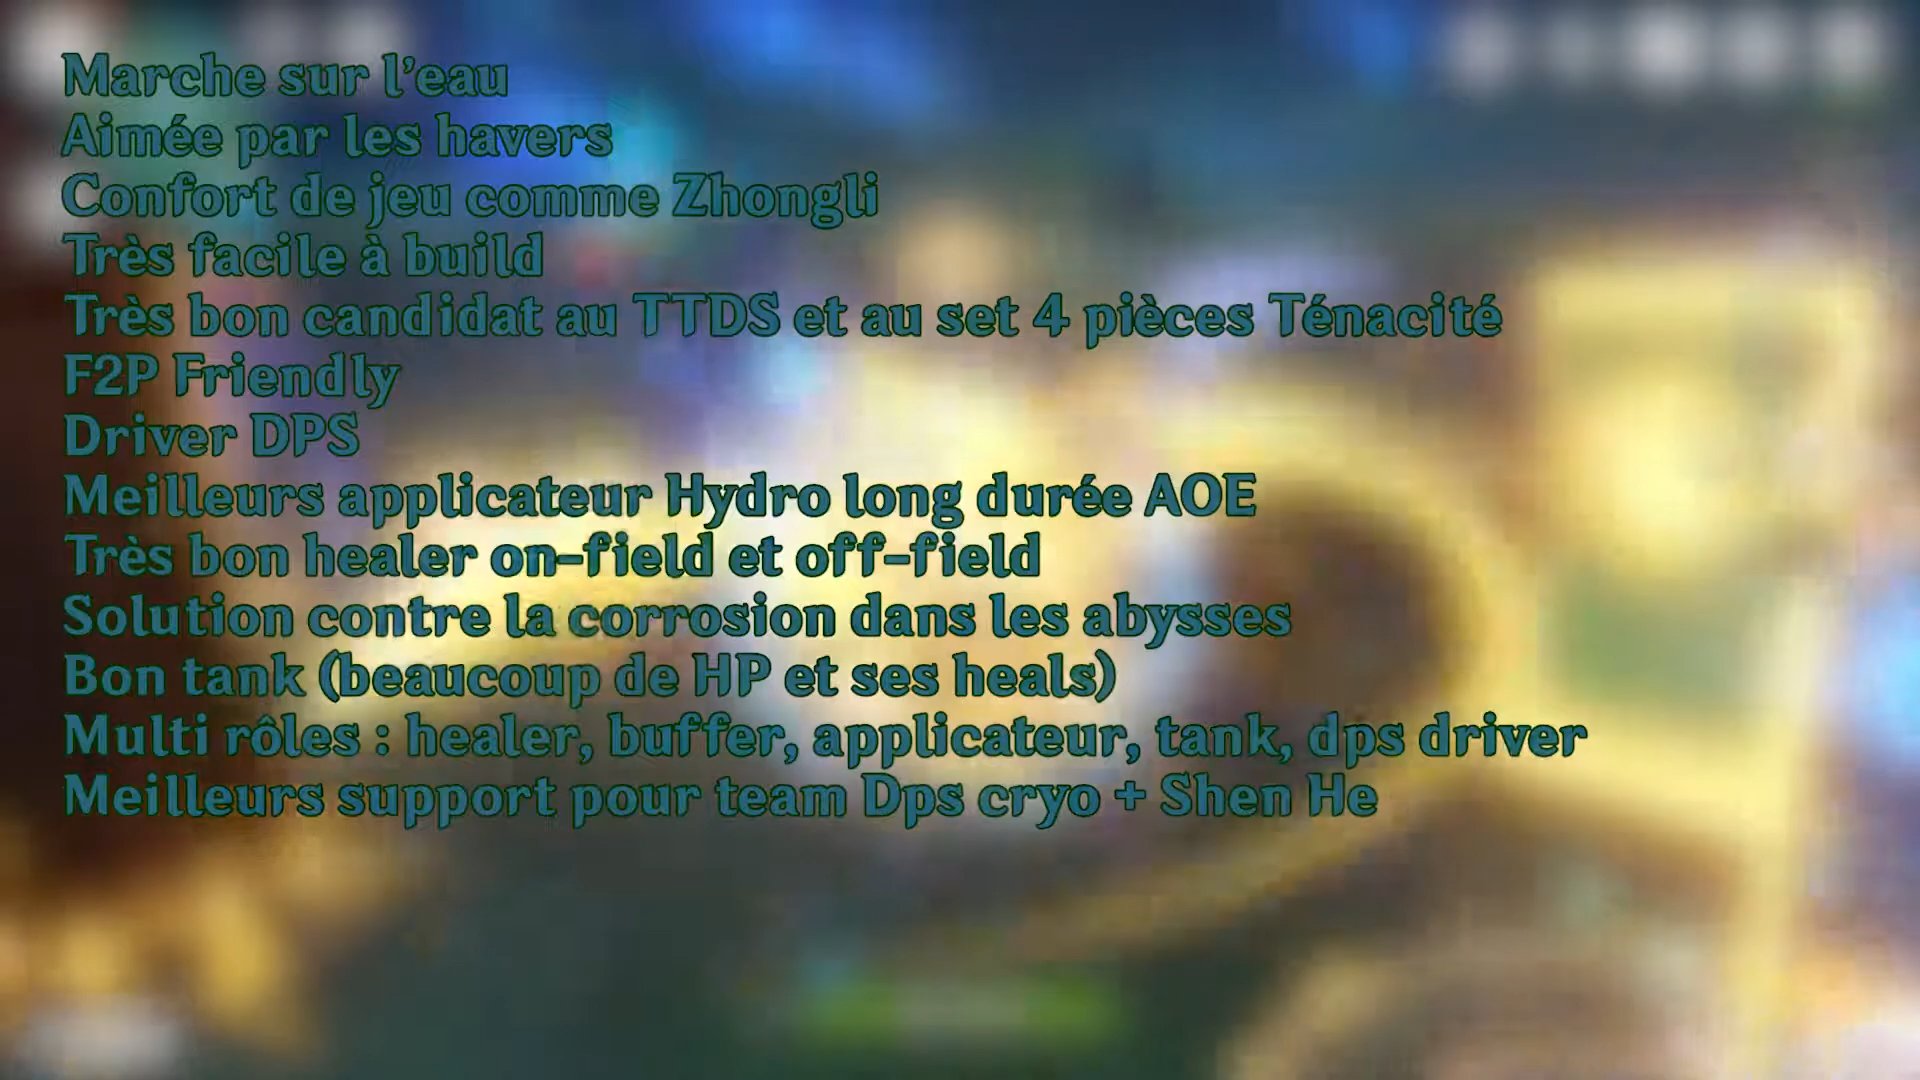 Marche sur l'eau
Aimée par les havers
Confort de jeu comme Zhongli
Très facile à build
Très bon candidat au TTDS et au set 4 pièces Ténacité
F2P Friendly
Driver DPS
Meilleurs applicateur Hydro long durée AOE
Très bon healer on-field et off-field
Solution contre la corrosion dans les abysses
Bon tank (beaucoup de HP et ses heals)
Multi rôles : healer, buffer, applicateur, tank, dps driver
Meilleurs support pour team Dps cryo + Shen He